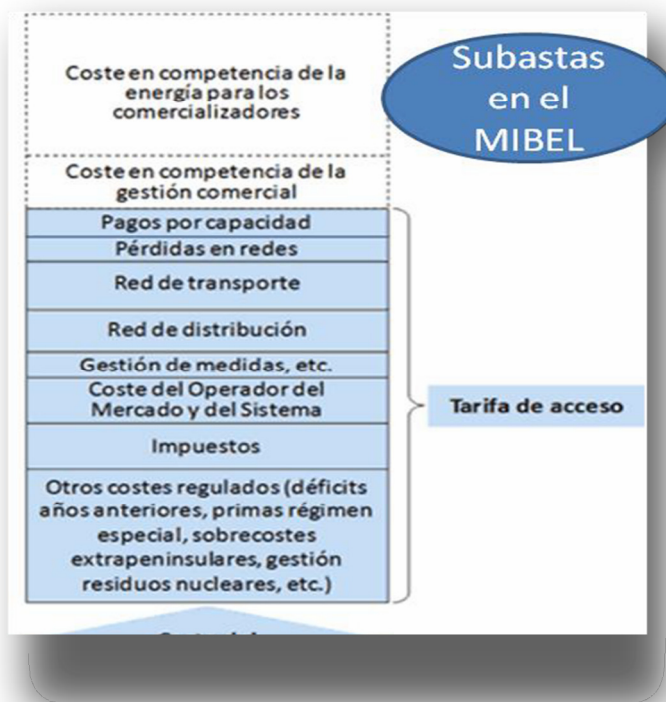 Coste en competencia de la
energía para los
comercializadores
Subastas
en el
MIBEL
Coste en competencia de la
gestión comercial
Pagos por capacidad
Pérdidas en redes
Red de transporte
Red de distribución
Gestión de medidas, etc.
Coste del Operador del
Mercado y del Sistema
Tarifa de acceso
Impuestos
Otros costes regulados (déficits
años anteriores, primas régimen
especial, sobrecostes
extrapeninsulares, gestión
residuos nucleares, etc.)